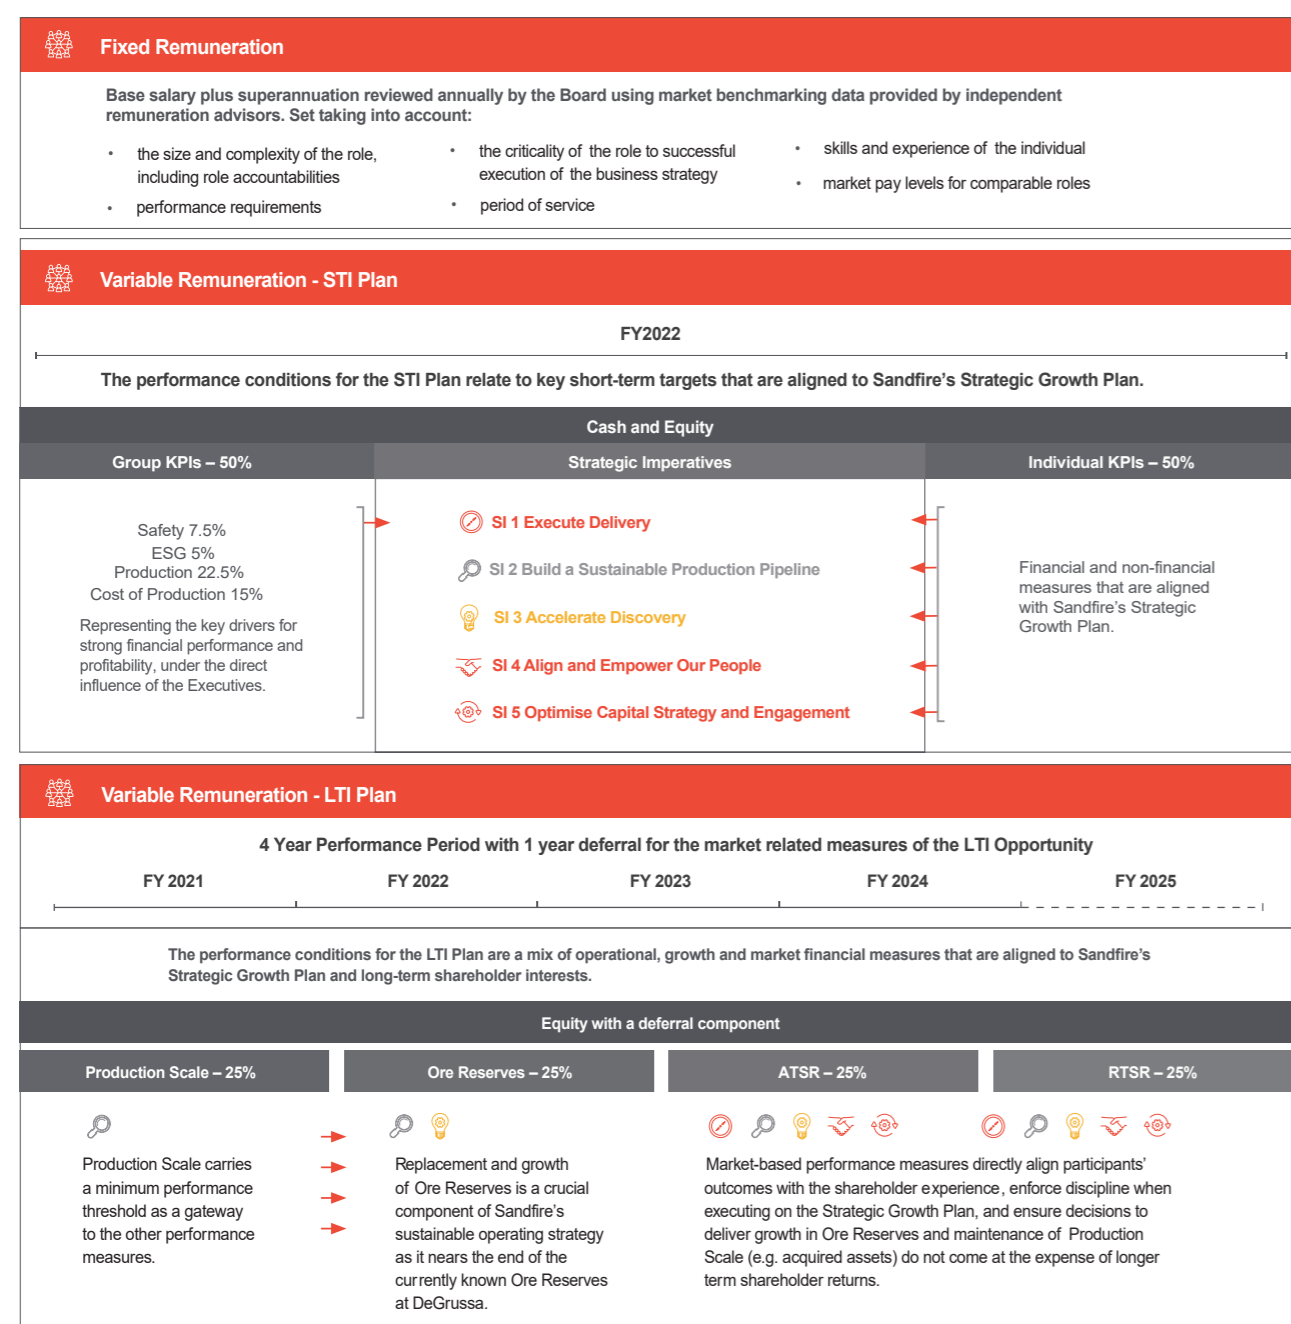 Fixed Remuneration
Base salary plus superannuation reviewed annually by the Board using market benchmarking data provided by independent
remuneration advisors. Set taking into account:
• the size and complexity of the role,
including role accountabilities
• performance requirements
• the criticality of the role to successful
execution of the business strategy
• period of service
• skills and experience of the individual
• market pay levels for comparable roles
Variable Remuneration - STI Plan
FY2022
The performance conditions for the STI Plan relate to key short-term targets that are aligned to Sandfire's Strategic Growth Plan.
Cash and Equity
Group KPIs – 50%
Strategic Imperatives
Individual KPIs – 50%
Safety 7.5%
ESG 5%
Production 22.5%
Cost of Production 15%
Representing the key drivers for
strong financial performance and
profitability, under the direct
influence of the Executives.
SI 1 Execute Delivery
SI 2 Build a Sustainable Production Pipeline
SI 3 Accelerate Discovery
SI 4 Align and Empower Our People
SI 5 Optimise Capital Strategy and Engagement
Financial and non-financial
measures that are aligned
with Sandfire's Strategic
Growth Plan.
Variable Remuneration - LTI Plan
4 Year Performance Period with 1 year deferral for the market related measures of the LTI Opportunity
FY 2021
FY 2022
FY 2023
FY 2024
FY 2025
The performance conditions for the LTI Plan are a mix of operational, growth and market financial measures that are aligned to Sandfire's
Strategic Growth Plan and long-term shareholder interests.
Equity with a deferral component
Production Scale – 25%
Ore Reserves – 25%
ATSR – 25%
RTSR – 25%
Production Scale carries
a minimum performance
threshold as a gateway
to the other performance
measures.
Replacement and growth
of Ore Reserves is a crucial
component of Sandfire's
sustainable operating strategy
as it nears the end of the
currently known Ore Reserves
at DeGrussa.
Market-based performance measures directly align participants'
outcomes with the shareholder experience, enforce discipline when
executing on the Strategic Growth Plan, and ensure decisions to
deliver growth in Ore Reserves and maintenance of Production
Scale (e.g. acquired assets) do not come at the expense of longer
term shareholder returns.